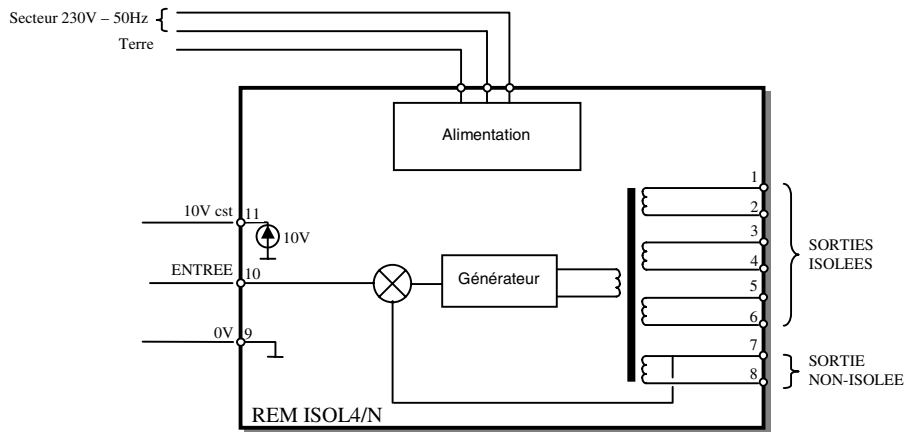 Secteur 230V – 50Hz
Terre
Alimentation
1
2
3
4
5
6
7
8
SORTIES
ISOLEES
SORTIE
NON-ISOLEE
10V cst
11
10V
ENTREE
10
Générateur
0V
9
REM ISOL4/N